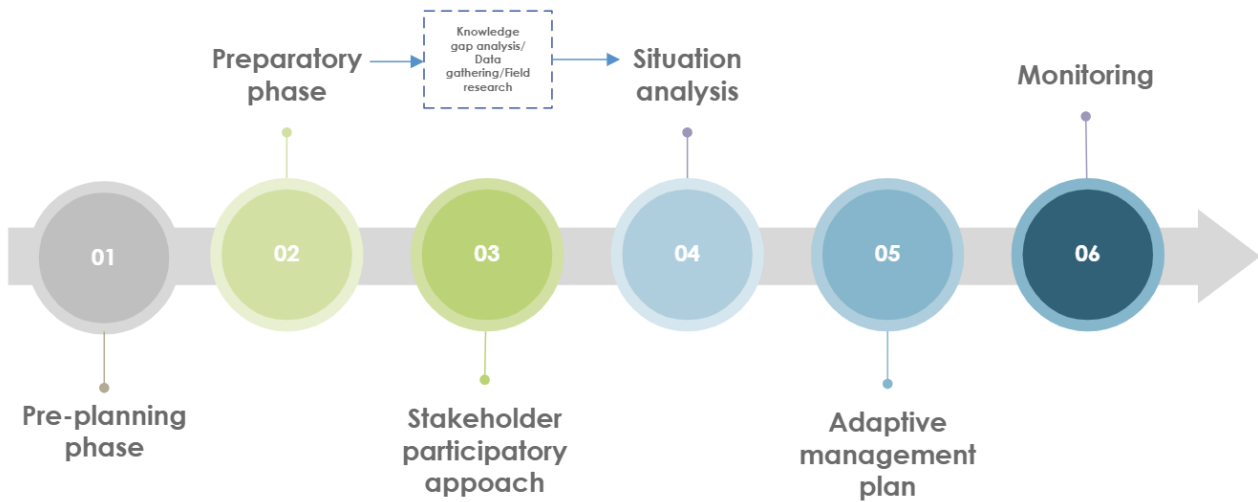 Knowledge
gap analysis/
Data
gathering/Field
research
Preparatory
phase
Situation
analysis
Monitoring
01
02
03
04
05
06
Pre-planning
phase
Stakeholder
participatory
appoach
Adaptive
management
plan